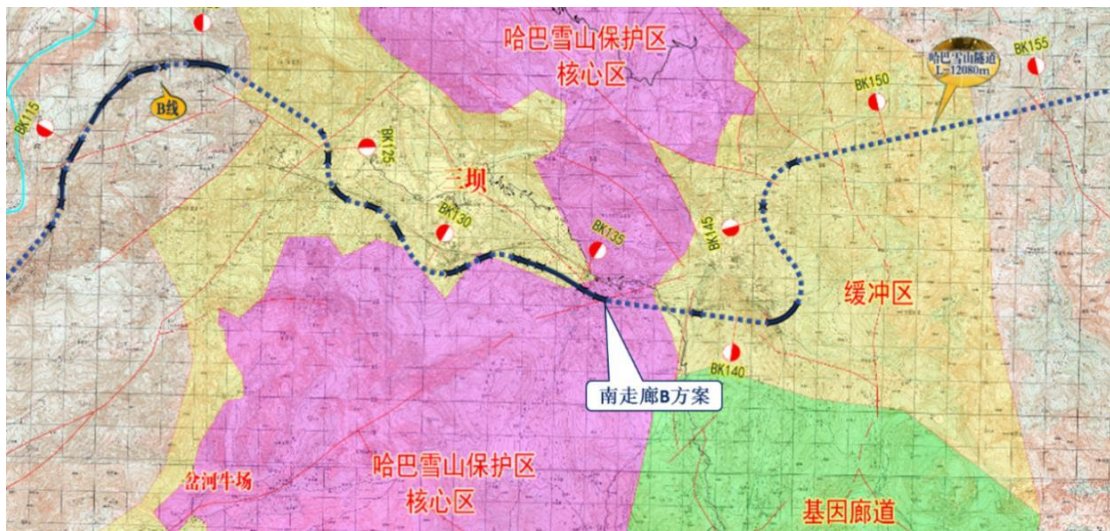 哈巴雪山保护区
核心区
哈巴雪山隧道
L=12080m
BK155
BK150
B线
BK115
BK125
三坝
BK130
BK135
BK145
缓冲区
BK140
南走廊B方案
哈巴雪山保护区
核心区
岔河牛场
基因廊道